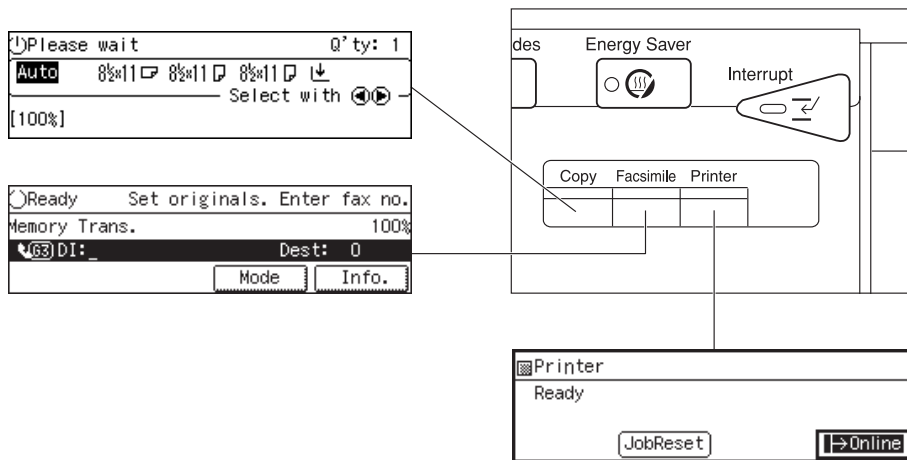 Please wait Q'ty: 1
Auto 8½×11 8½×11 8½×11
Select with
[100%]
Ready Set originals. Enter fax no.
Memory Trans. 100%
G3 DI:_ Dest: 0
Mode Info.
des Energy Saver
Interrupt
Copy Facsimile Printer
Printer
Ready
JobReset Online